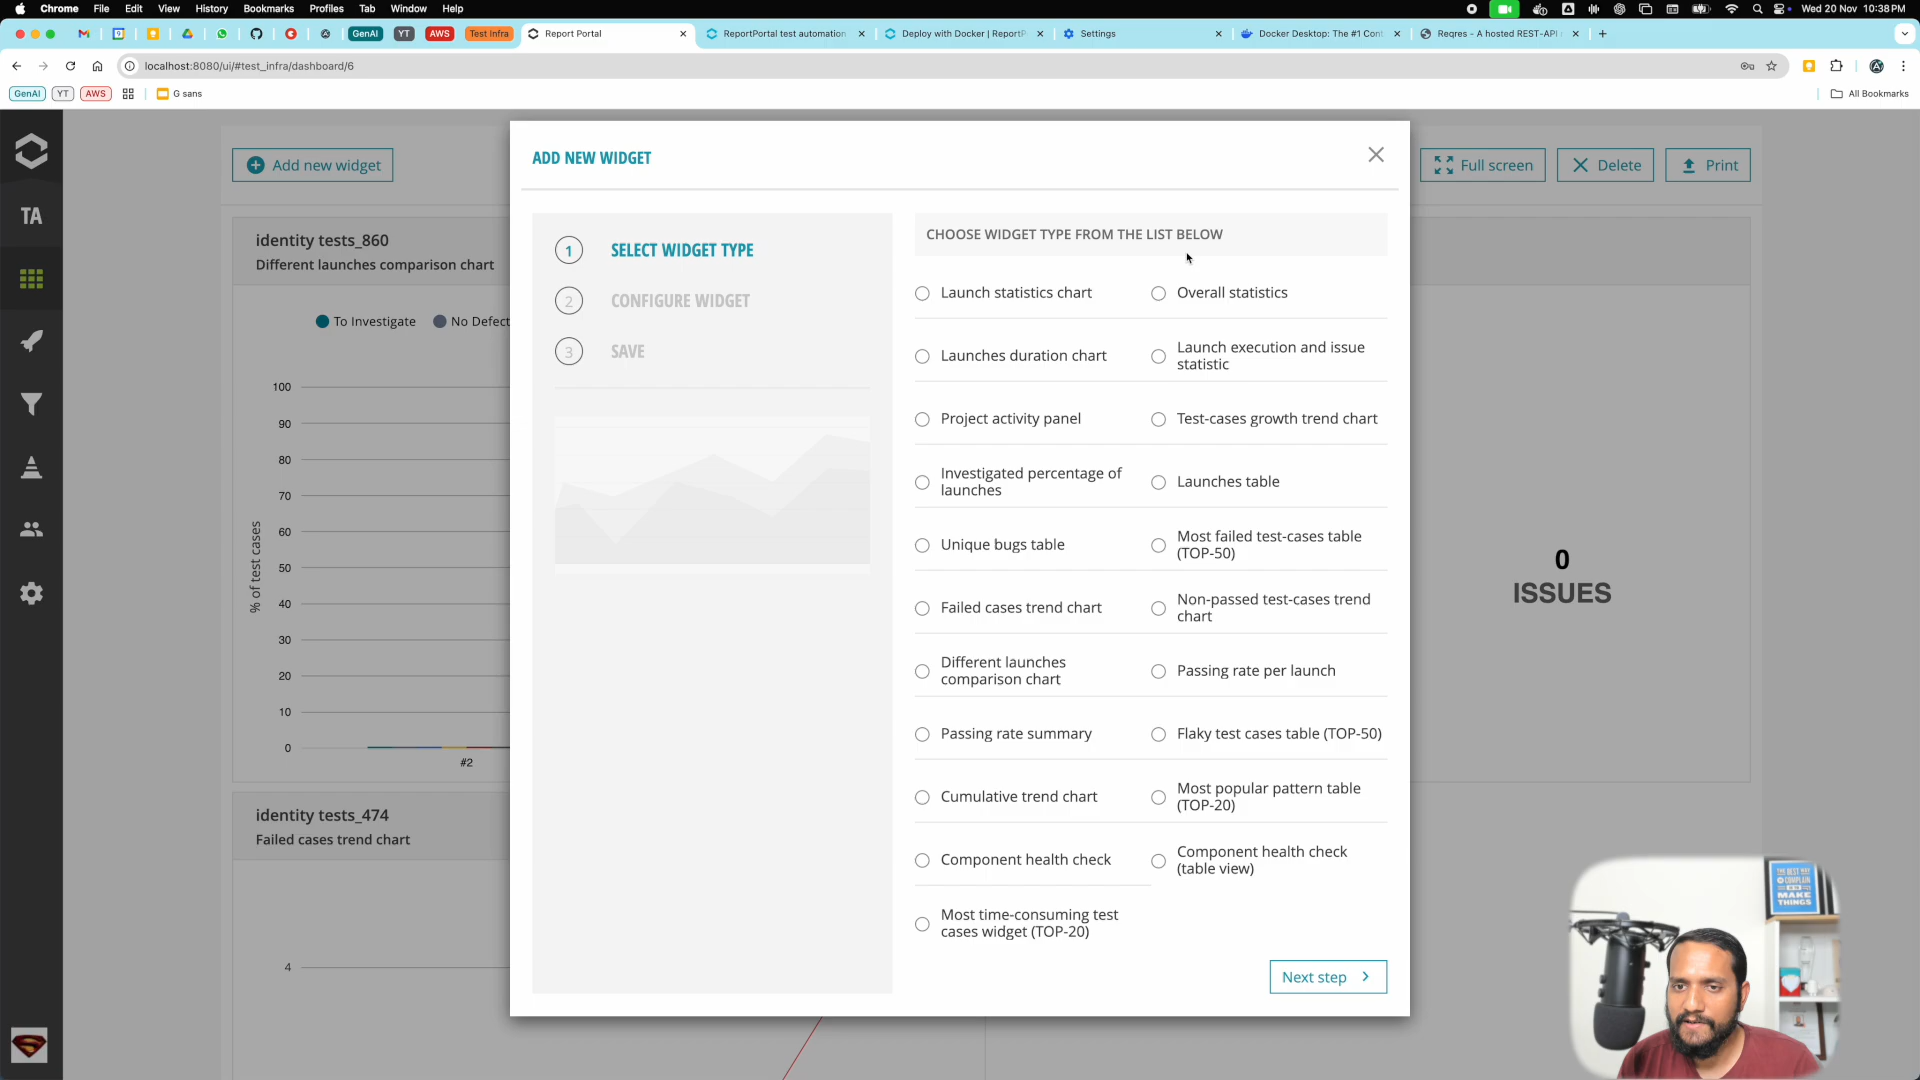 Chrome File Edit View History Bookmarks Profiles Tab Window Help
Wed 20 Nov 10:38 PM
GenAI YT AWS Test Infra Report Portal ReportPortal test automation Deploy with Docker | ReportP Settings Docker Desktop: The #1 Cont Reqres - A hosted REST-API
localhost:8080/ui/#test_infra/dashboard/6
GenAI YT AWS G sans All Bookmarks
TA
Add new widget
Full screen Delete Print
identity tests_860
Different launches comparison chart
To Investigate No Defect
100
90
80
70
60
50
40
30
20
10
0
% of test cases
#2
identity tests_474
Failed cases trend chart
4
0
ISSUES
ADD NEW WIDGET
1 SELECT WIDGET TYPE
2 CONFIGURE WIDGET
3 SAVE
CHOOSE WIDGET TYPE FROM THE LIST BELOW
Launch statistics chart
Overall statistics
Launches duration chart
Launch execution and issue
statistic
Project activity panel
Test-cases growth trend chart
Investigated percentage of
launches
Launches table
Unique bugs table
Most failed test-cases table
(TOP-50)
Failed cases trend chart
Non-passed test-cases trend
chart
Different launches
comparison chart
Passing rate per launch
Passing rate summary
Flaky test cases table (TOP-50)
Cumulative trend chart
Most popular pattern table
(TOP-20)
Component health check
Component health check
(table view)
Most time-consuming test
cases widget (TOP-20)
Next step
THE BEST WAY
COMPLAIN
MAKE
THINGS